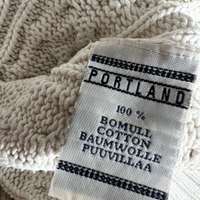 PORTLAND
100 %
BOMULL
COTTON
BAUMWOLLE
PUUVILLAA